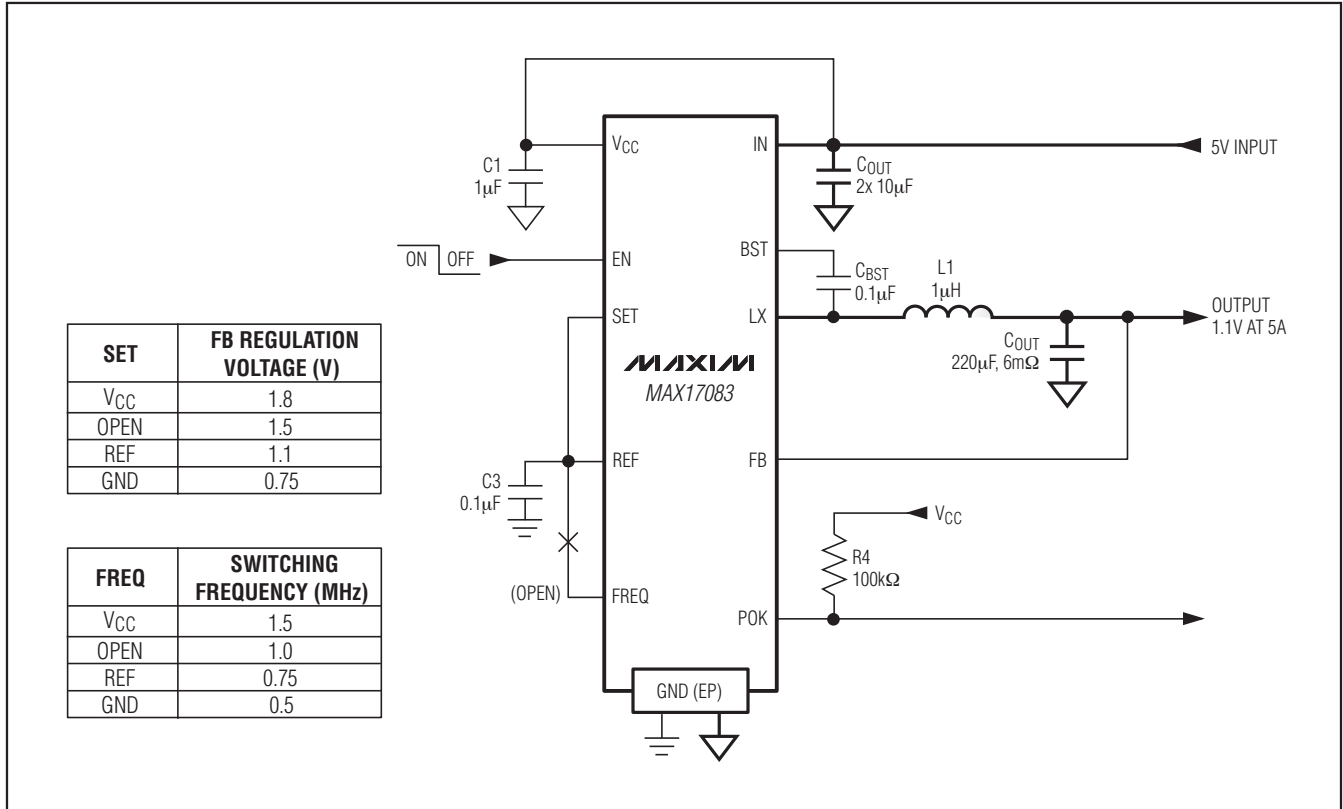 VCC
IN
5V INPUT
C1
1µF
COUT
2x 10µF
ON
OFF
EN
BST
CBST
0.1µF
L1
1µH
SET
LX
OUTPUT
1.1V AT 5A
COUT
220µF, 6mΩ
MAXIM
MAX17083
SET FB REGULATION VOLTAGE (V)
VCC 1.8
OPEN 1.5
REF 1.1
GND 0.75
REF
FB
C3
0.1µF
VCC
R4
100kΩ
(OPEN)
FREQ
POK
FREQ SWITCHING FREQUENCY (MHz)
VCC 1.5
OPEN 1.0
REF 0.75
GND 0.5
GND (EP)